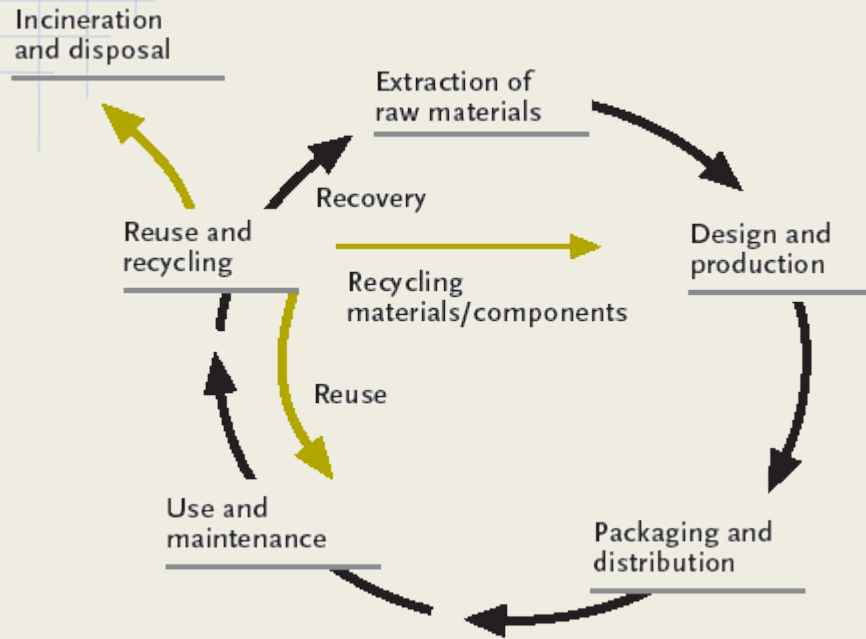 Incineration
and disposal
Extraction of
raw materials
Recovery
Reuse and
recycling
Design and
production
Recycling
materials/components
Reuse
Use and
maintenance
Packaging and
distribution